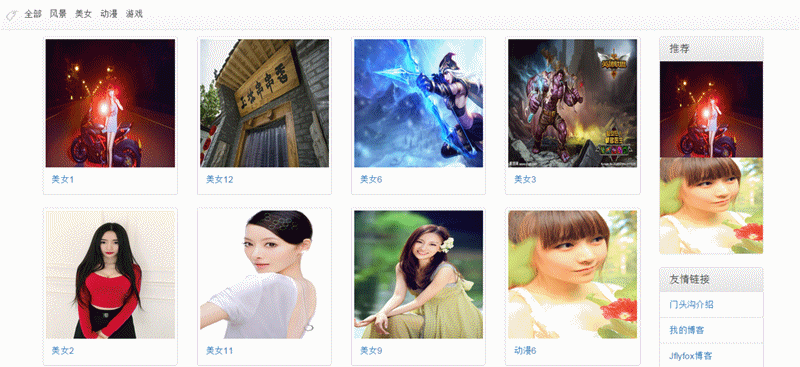 全部 风景 美女 动漫 游戏
美女1
美女12
美女6
美女3
美女2
美女11
美女9
动漫6
推荐
友情链接
门头沟介绍
我的博客
Jflyfox博客